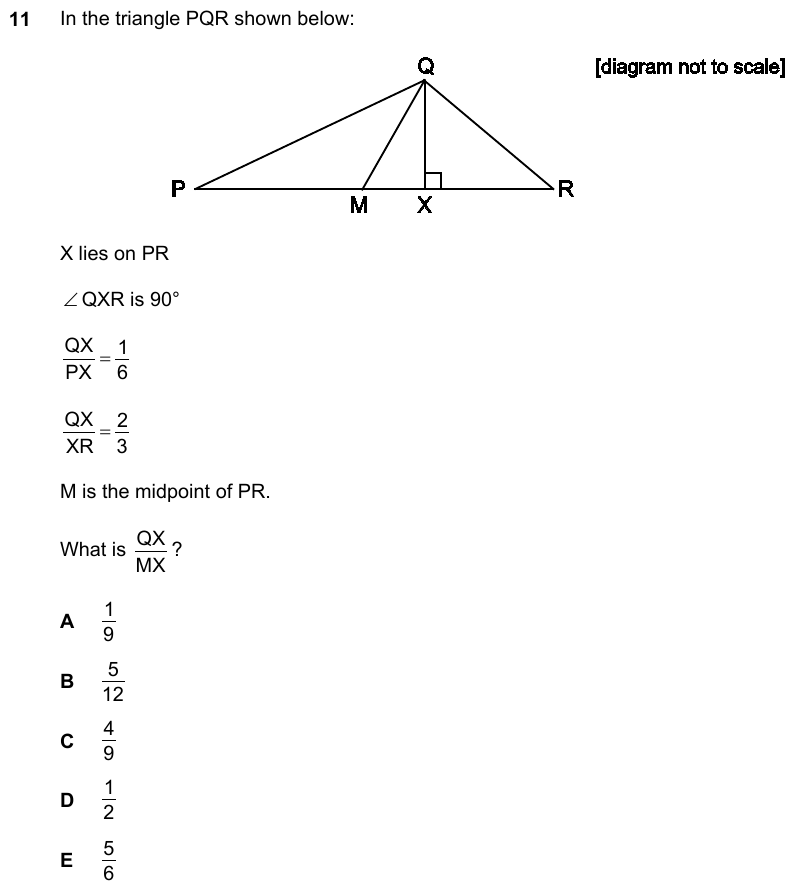 11 In the triangle PQR shown below:
Q [diagram not to scale]
P M X R
X lies on PR
∠QXR is 90°
QX/PX = 1/6
QX/XR = 2/3
M is the midpoint of PR.
What is QX/MX ?
A 1/9
B 5/12
C 4/9
D 1/2
E 5/6